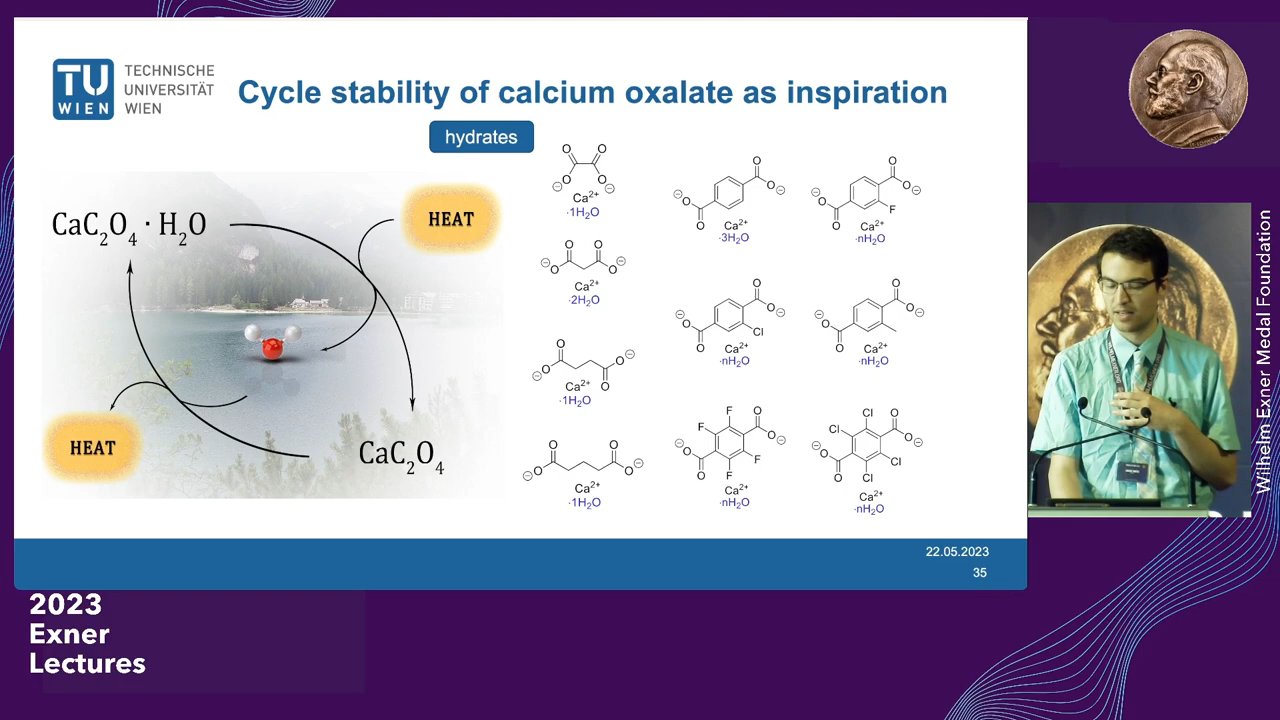 TU
WIEN
TECHNISCHE
UNIVERSITÄT
WIEN
Cycle stability of calcium oxalate as inspiration
hydrates
CaC₂O₄ · H₂O
HEAT
HEAT
CaC₂O₄
O O
⊖ O O ⊖
Ca²⁺
·1H₂O
O O
⊖ O O ⊖
Ca²⁺
·2H₂O
O
O ⊖
⊖ O O
Ca²⁺
·1H₂O
O O
⊖ O O ⊖
Ca²⁺
·1H₂O
O
⊖ O O ⊖
O
Ca²⁺
·3H₂O
O
⊖ O O ⊖
F
O
Ca²⁺
·nH₂O
O
⊖ O O ⊖
Cl
O
Ca²⁺
·nH₂O
O
⊖ O O ⊖
O
Ca²⁺
·nH₂O
F O
F
⊖ O O ⊖
F
O F
Ca²⁺
·nH₂O
Cl O
Cl
⊖ O O ⊖
Cl
O Cl
Ca²⁺
·nH₂O
22.05.2023
35
Wilhelm Exner Medal Foundation
2023
Exner
Lectures